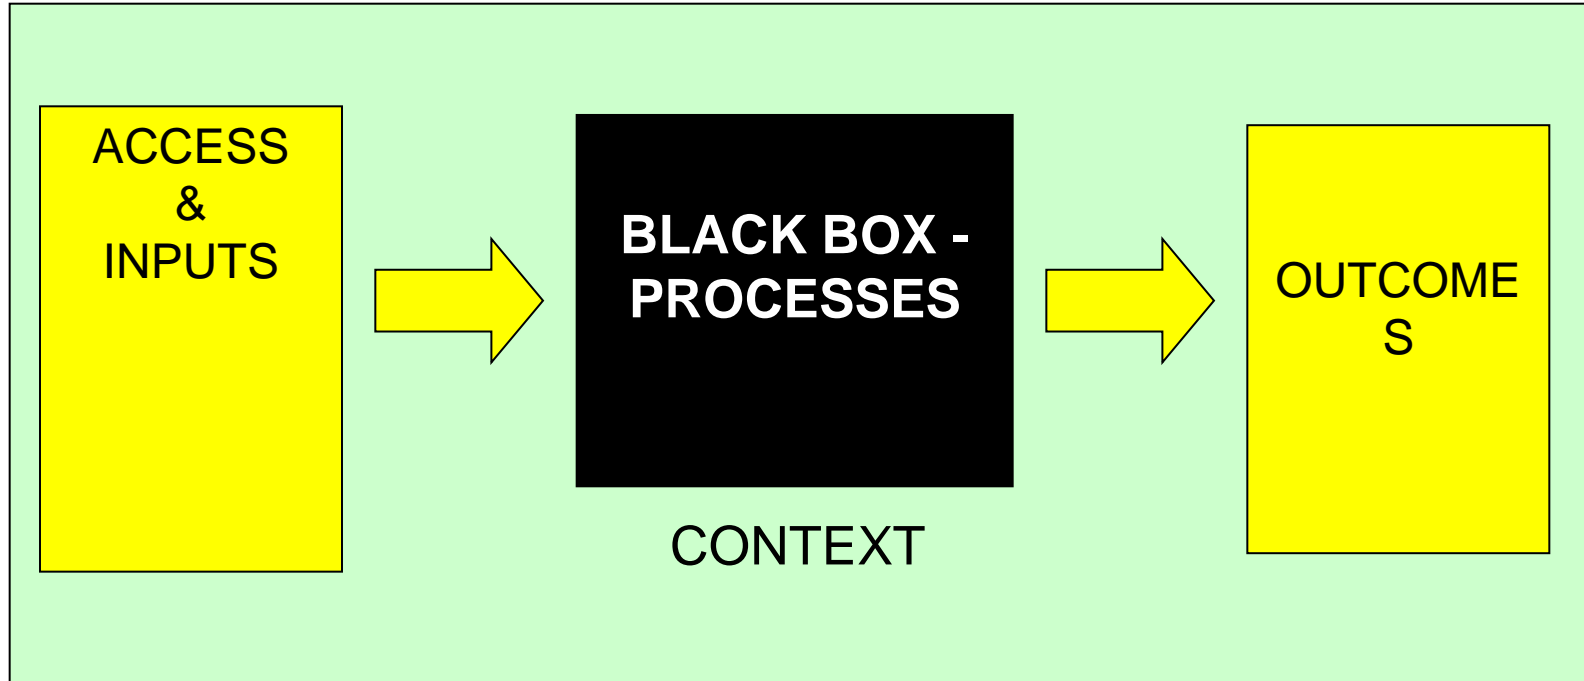 ACCESS
&
INPUTS
BLACK BOX -
PROCESSES
OUTCOME
S
CONTEXT